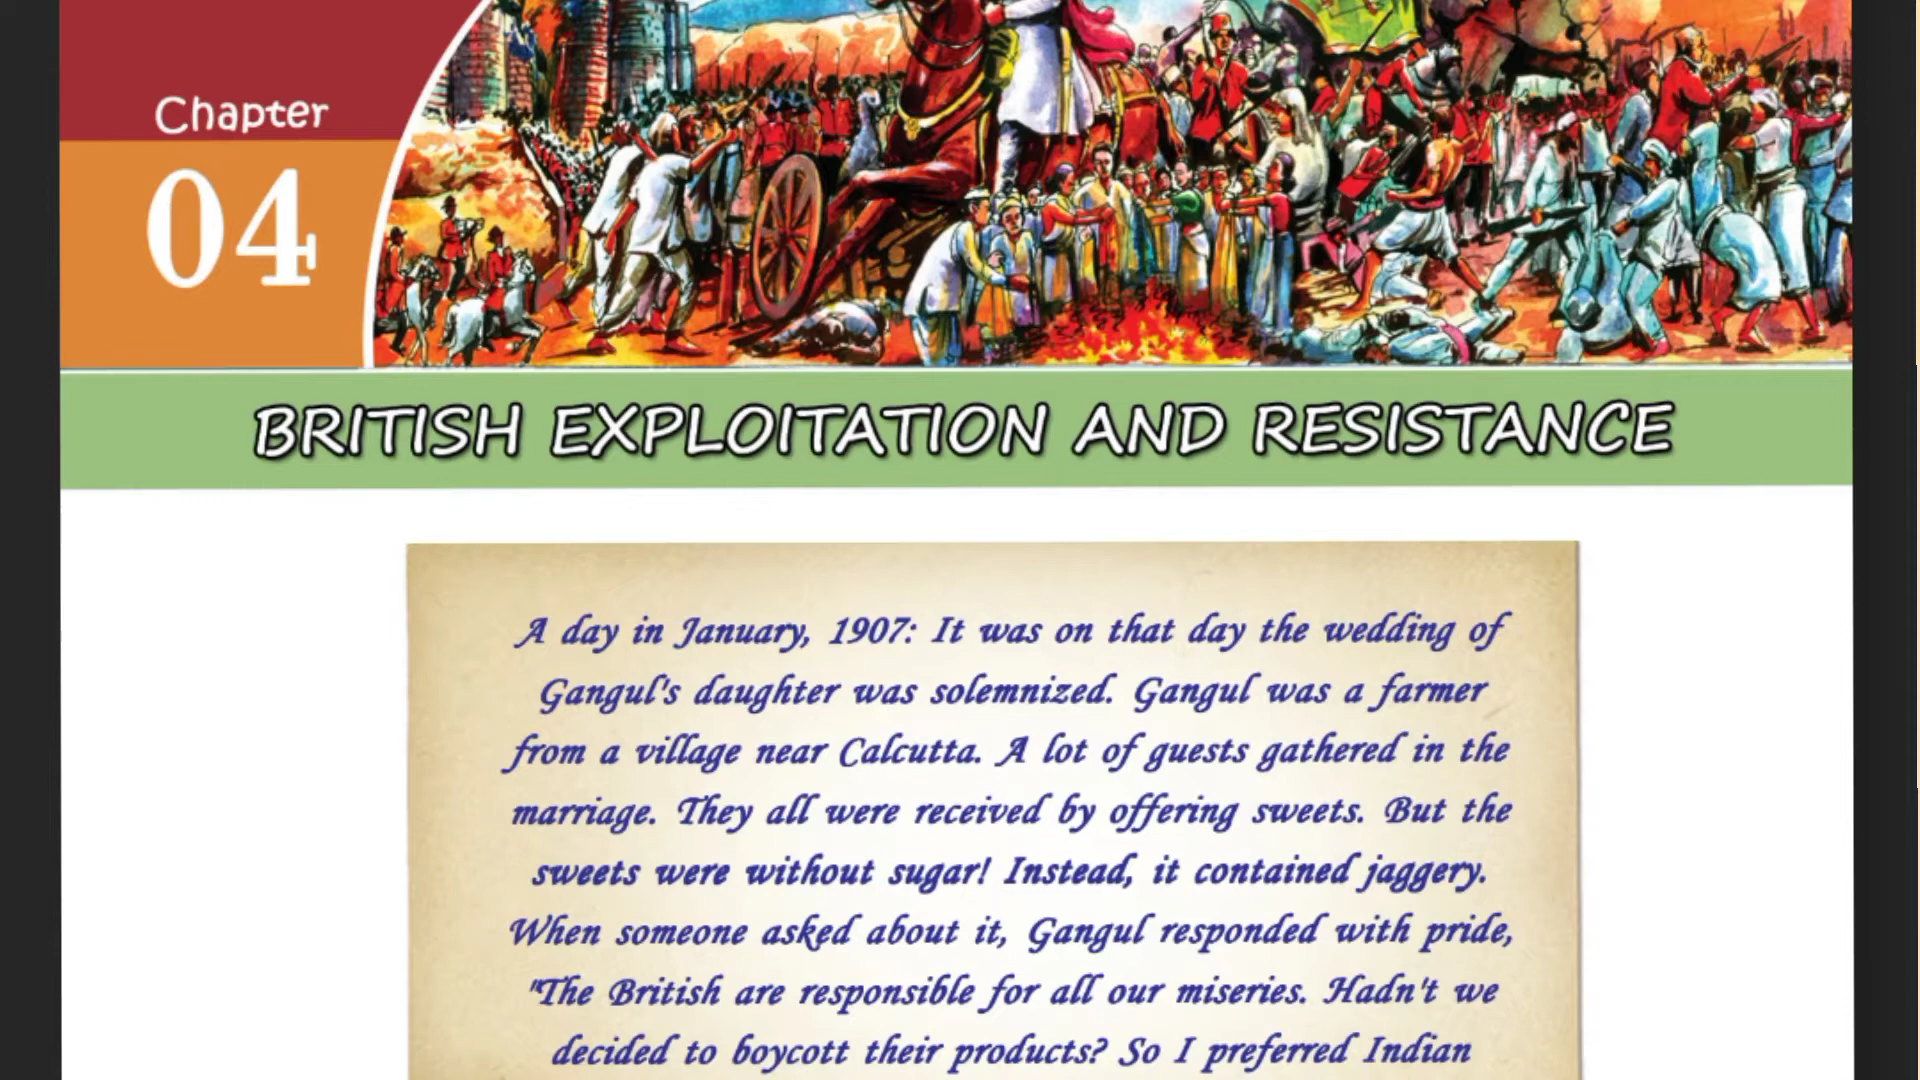 Chapter
04
BRITISH EXPLOITATION AND RESISTANCE
A day in January, 1907: It was on that day the wedding of
Gangul's daughter was solemnized. Gangul was a farmer
from a village near Calcutta. A lot of guests gathered in the
marriage. They all were received by offering sweets. But the
sweets were without sugar! Instead, it contained jaggery.
When someone asked about it, Gangul responded with pride,
"The British are responsible for all our miseries. Hadn't we
decided to boycott their products? So I preferred Indian